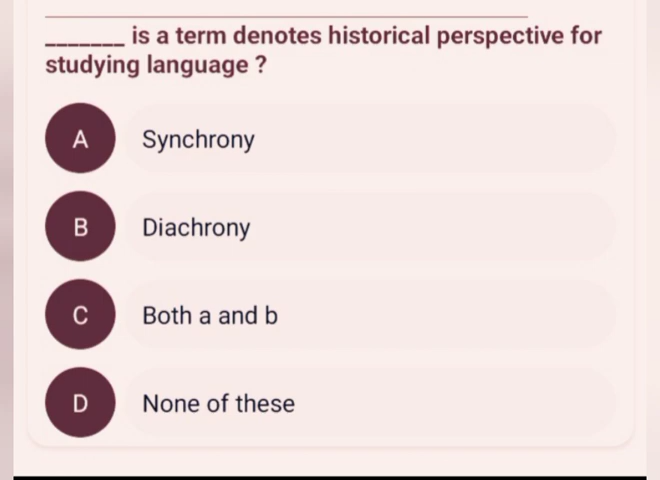 _______ is a term denotes historical perspective for
studying language ?
A Synchrony
B Diachrony
C Both a and b
D None of these